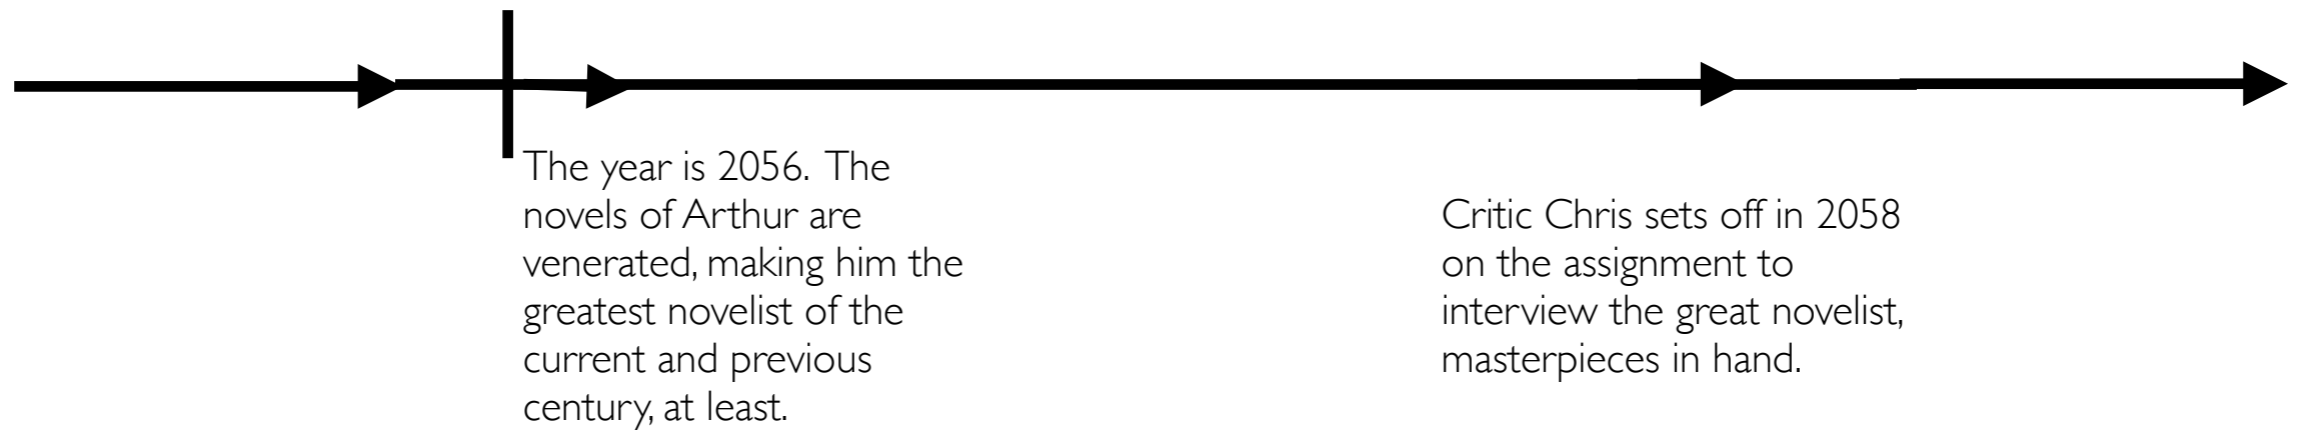 The year is 2056. The
novels of Arthur are
venerated, making him the
greatest novelist of the
current and previous
century, at least.
Critic Chris sets off in 2058
on the assignment to
interview the great novelist,
masterpieces in hand.